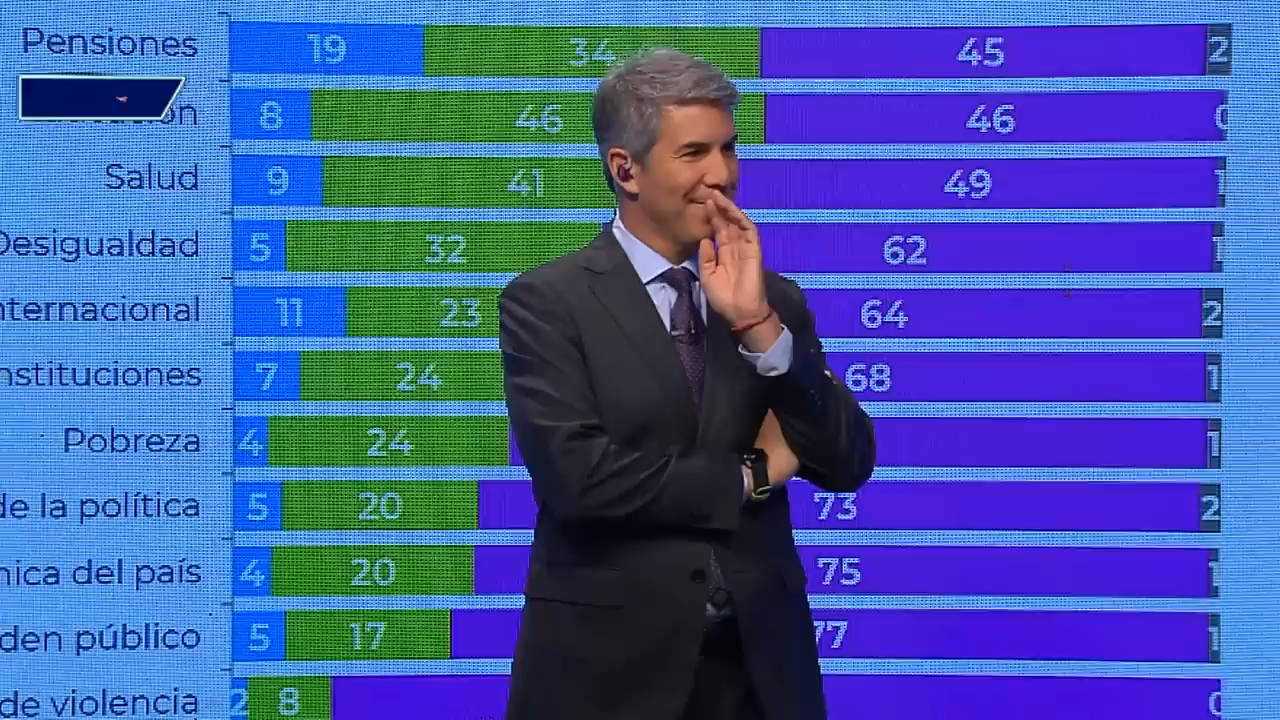 Pensiones 19 34 45 2
8 46 46 0
Salud 9 41 49 1
Desigualdad 5 32 62 1
nternacional 11 23 64 2
nstituciones 7 24 68 1
Pobreza 4 24 1
de la política 5 20 73 2
nica del país 4 20 75 1
den público 5 17 77 1
de violencia 2 8 0